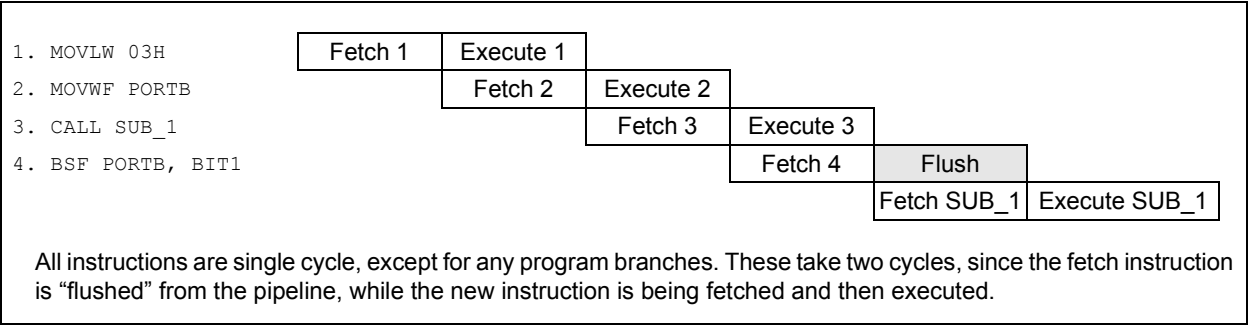 1. MOVLW 03H Fetch 1 Execute 1
2. MOVWF PORTB Fetch 2 Execute 2
3. CALL SUB_1 Fetch 3 Execute 3
4. BSF PORTB, BIT1 Fetch 4 Flush
Fetch SUB_1 Execute SUB_1
All instructions are single cycle, except for any program branches. These take two cycles, since the fetch instruction
is “flushed” from the pipeline, while the new instruction is being fetched and then executed.